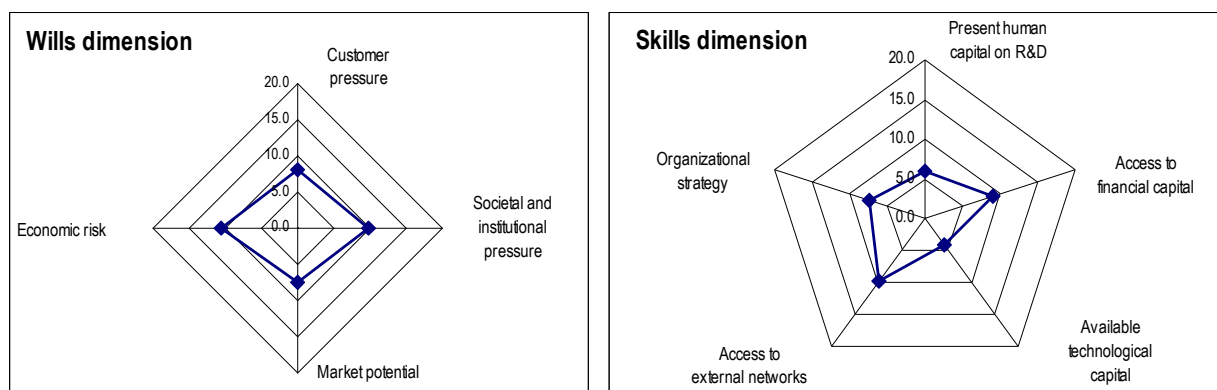 Wills dimension
Customer
pressure
20.0
15.0
10.0
5.0
0.0
Economic risk
Societal and
institutional
pressure
Market potential
Skills dimension
Present human
capital on R&D
20.0
15.0
10.0
5.0
0.0
Organizational
strategy
Access to
financial capital
Access to
external networks
Available
technological
capital